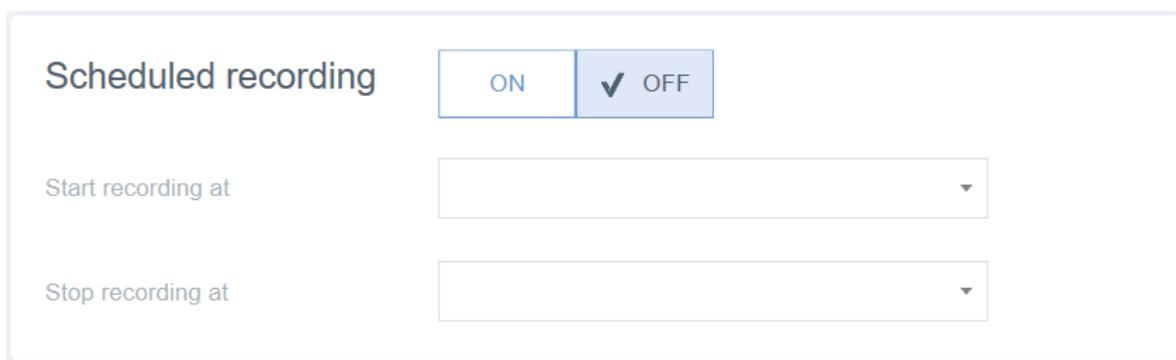 Scheduled recording ON ✓ OFF
Start recording at
Stop recording at